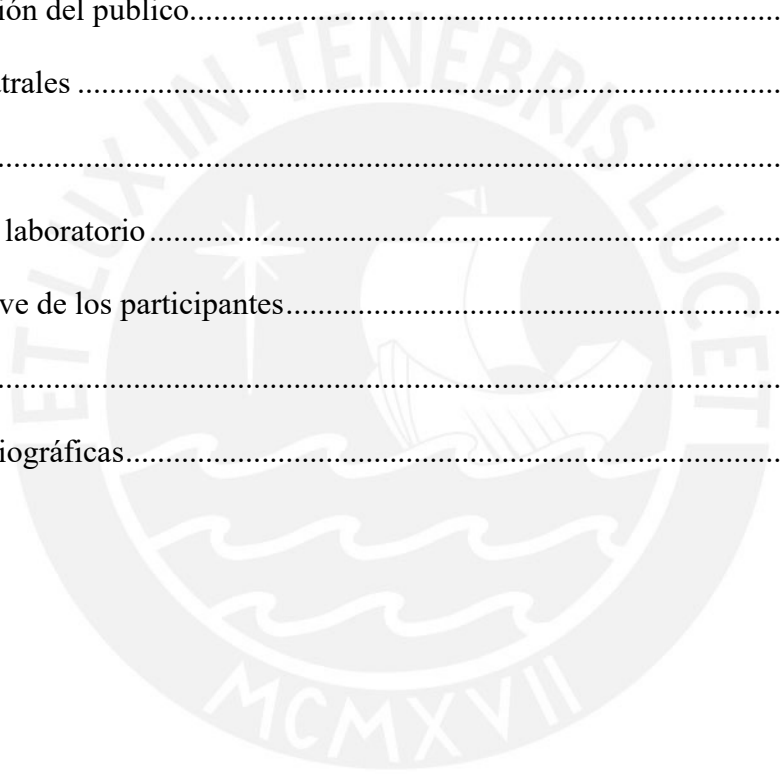 ión del publico...............................................................................
trales ...........................................................................................
.....................................................................................................
laboratorio.....................................................................................
ve de los participantes..................................................................
.....................................................................................................
iográficas......................................................................................
ET LUX IN TENEBRIS LUCET
MCMXVII